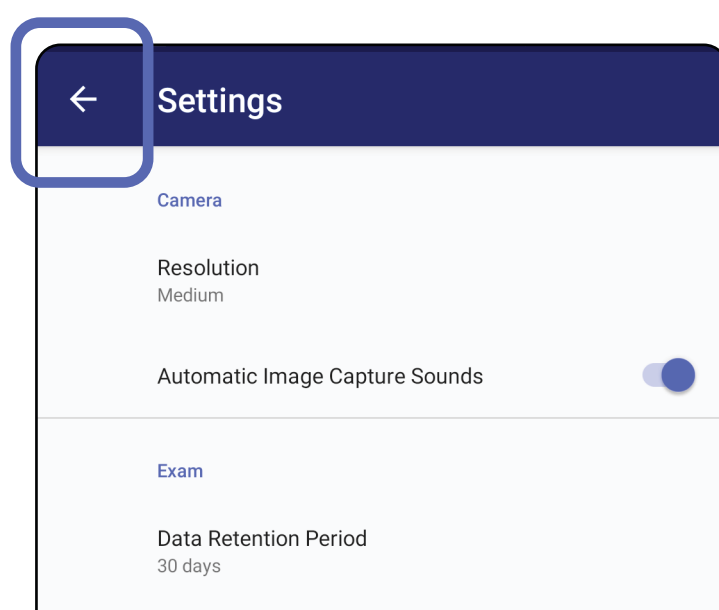 Settings
Camera
Resolution
Medium
Automatic Image Capture Sounds
Exam
Data Retention Period
30 days